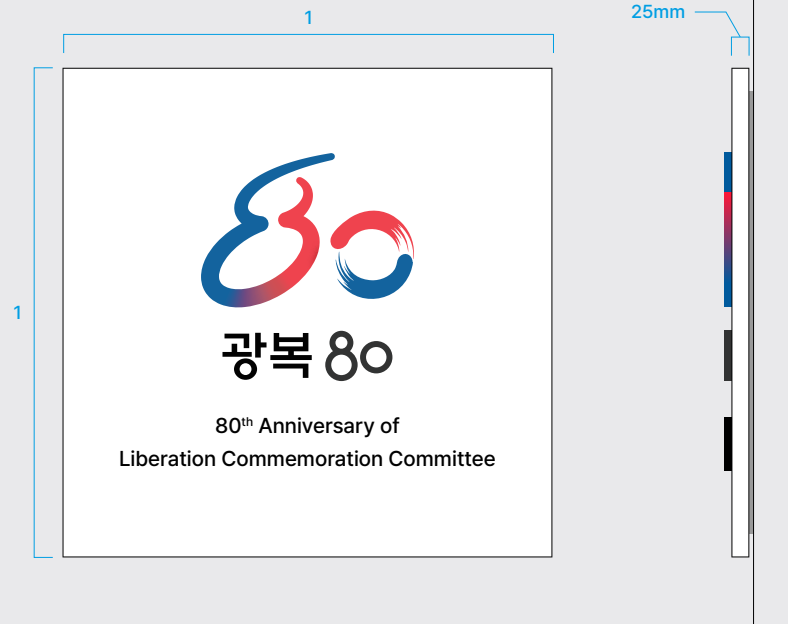 1
25mm
1
80
광복 80
80th Anniversary of
Liberation Commemoration Committee